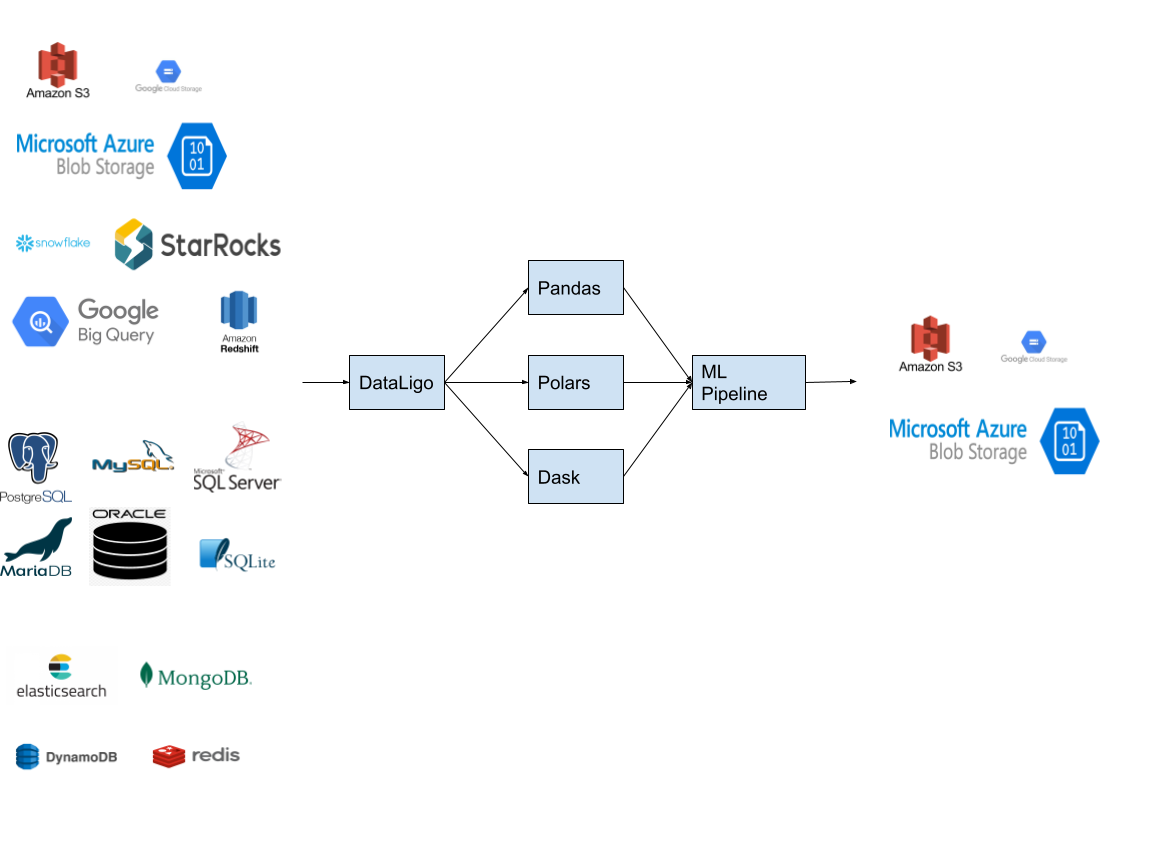 Amazon S3
Google Cloud Storage
Microsoft Azure
Blob Storage
10
01
snowflake
StarRocks
Google
Big Query
Amazon
Redshift
PostgreSQL
MySQL
Microsoft
SQL Server
MariaDB
ORACLE
SQLite
elasticsearch
MongoDB
DynamoDB
redis
DataLigo
Pandas
Polars
Dask
ML
Pipeline
Amazon S3
Google Cloud Storage
Microsoft Azure
Blob Storage
10
01